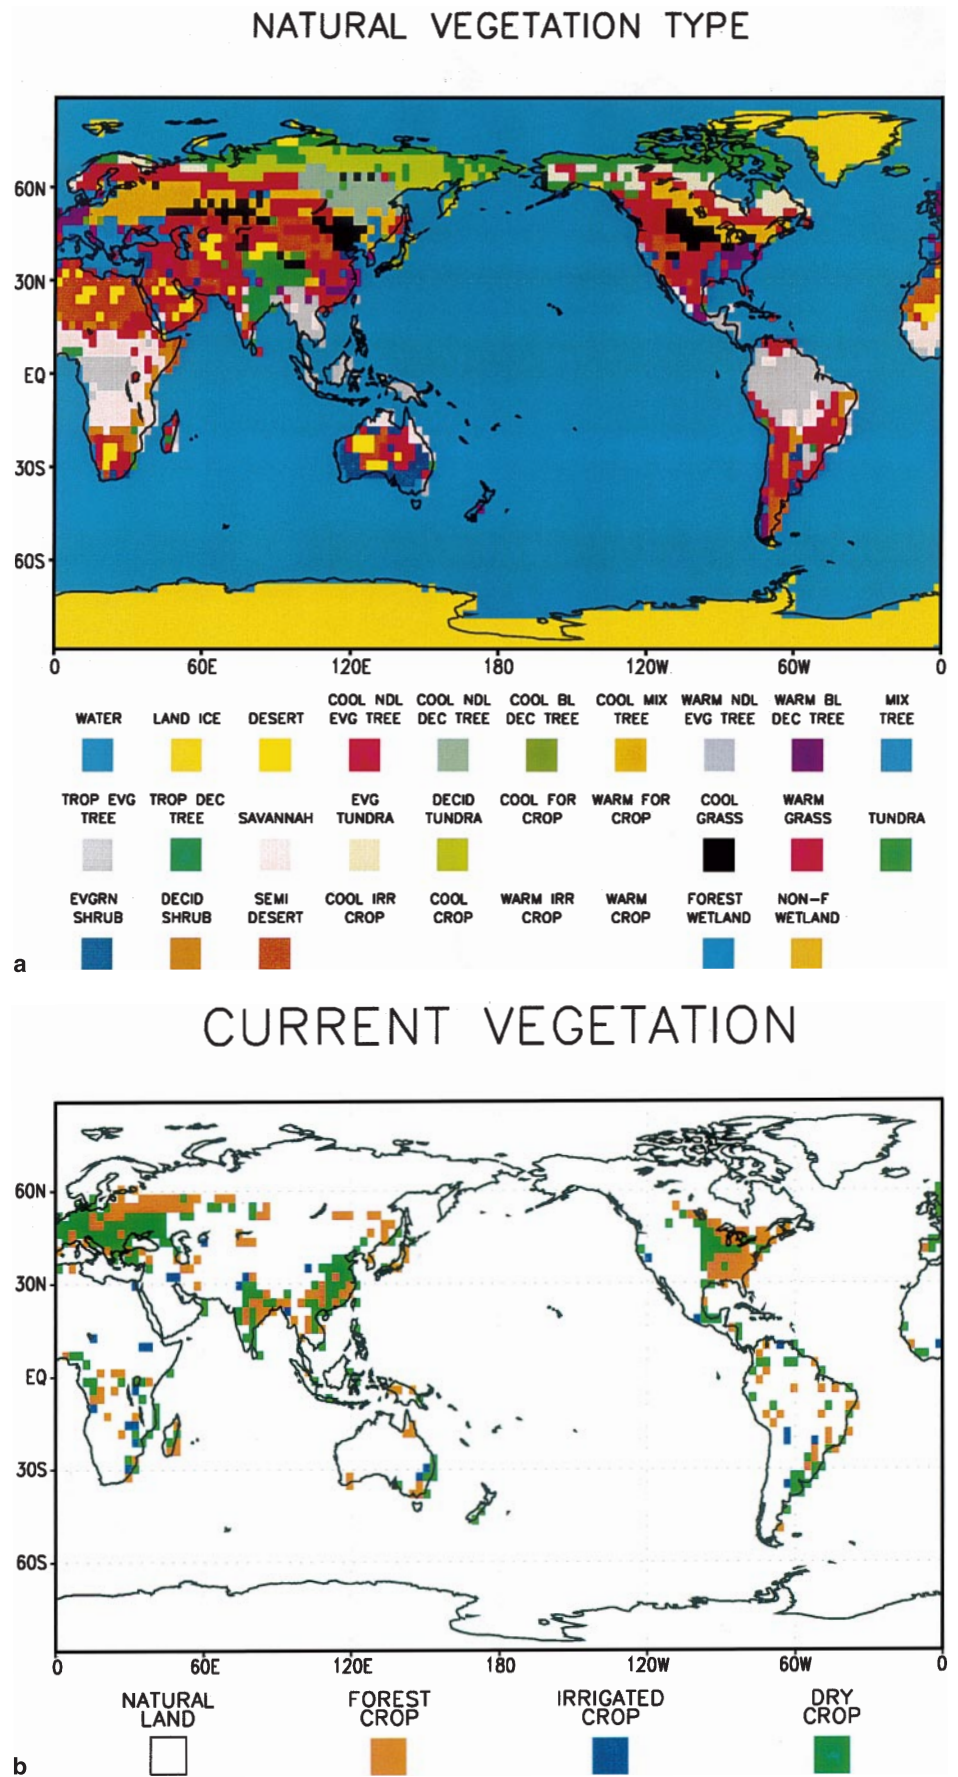 NATURAL VEGETATION TYPE
60N
30N
EQ
30S
60S
0 60E 120E 180 120W 60W 0
COOL NDL COOL NDL COOL BL COOL MIX WARM NDL WARM BL MIX
WATER LAND ICE DESERT EVG TREE DEC TREE DEC TREE TREE EVG TREE DEC TREE TREE
TROP EVG TROP DEC EVG DECID COOL FOR WARM FOR COOL WARM
TREE TREE SAVANNAH TUNDRA TUNDRA CROP CROP GRASS GRASS TUNDRA
EVGRN DECID SEMI COOL IRR COOL WARM IRR WARM FOREST NON-F
SHRUB SHRUB DESERT CROP CROP CROP CROP WETLAND WETLAND
a
CURRENT VEGETATION
60N
30N
EQ
30S
60S
0 60E 120E 180 120W 60W 0
NATURAL FOREST IRRIGATED DRY
LAND CROP CROP CROP
b